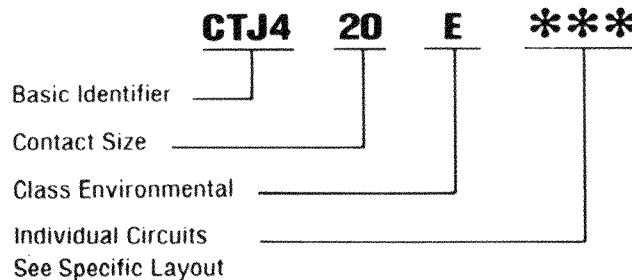 CTJ4 20 E ***
Basic Identifier
Contact Size
Class Environmental
Individual Circuits
See Specific Layout